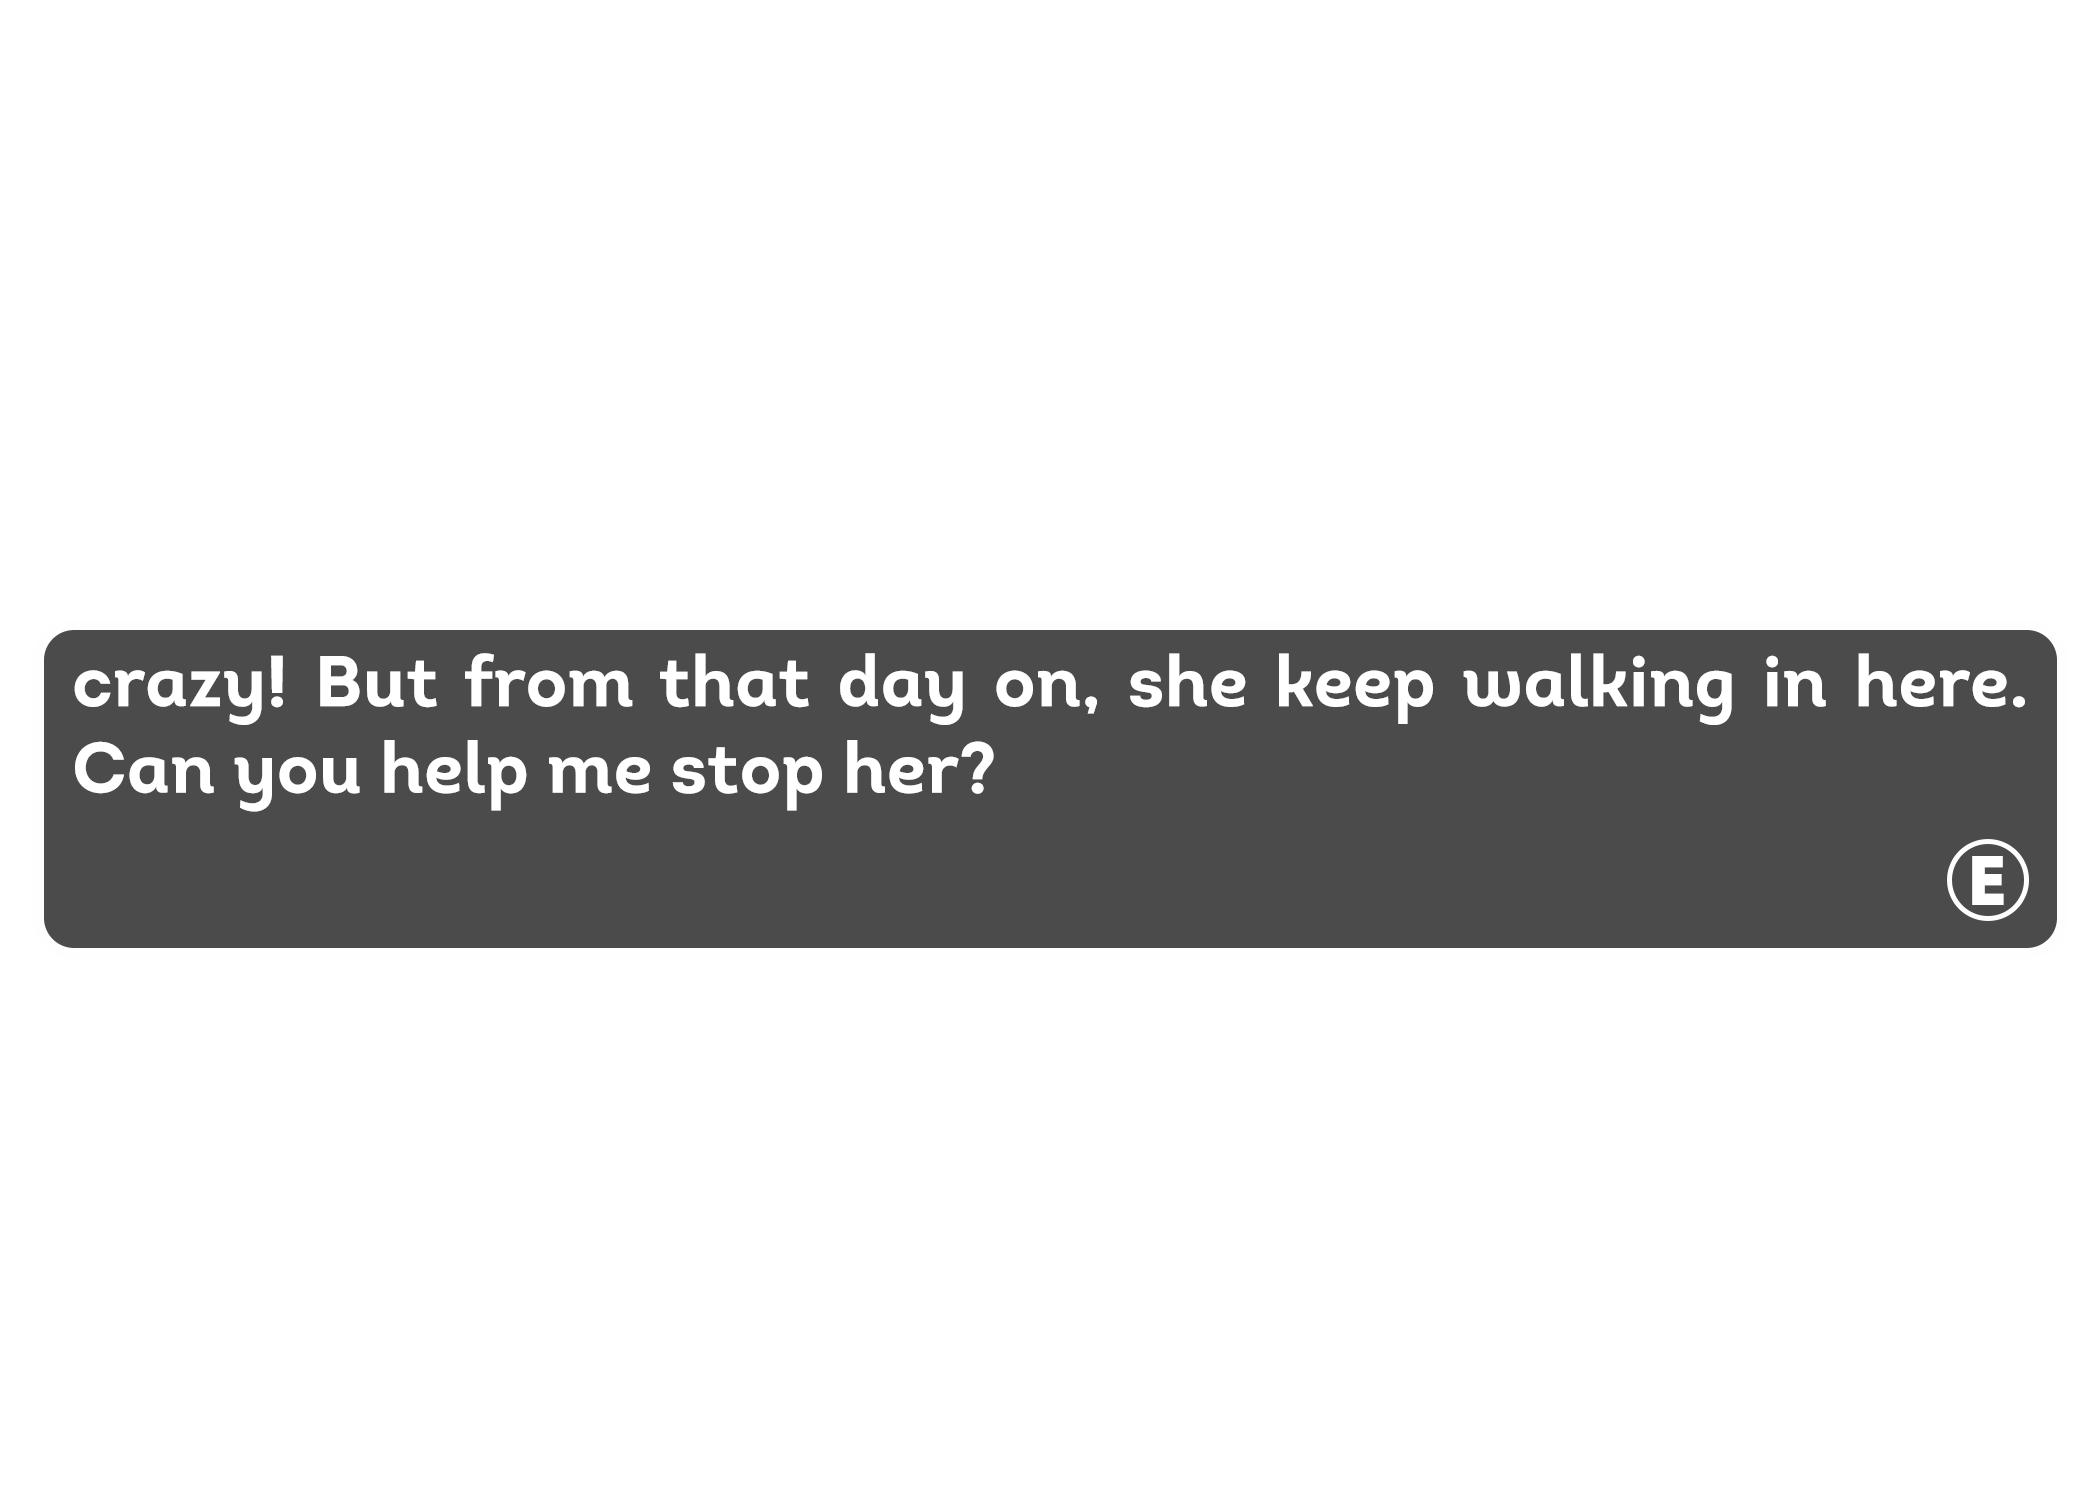 crazy! But from that day on, she keep walking in here.
Can you help me stop her?
E